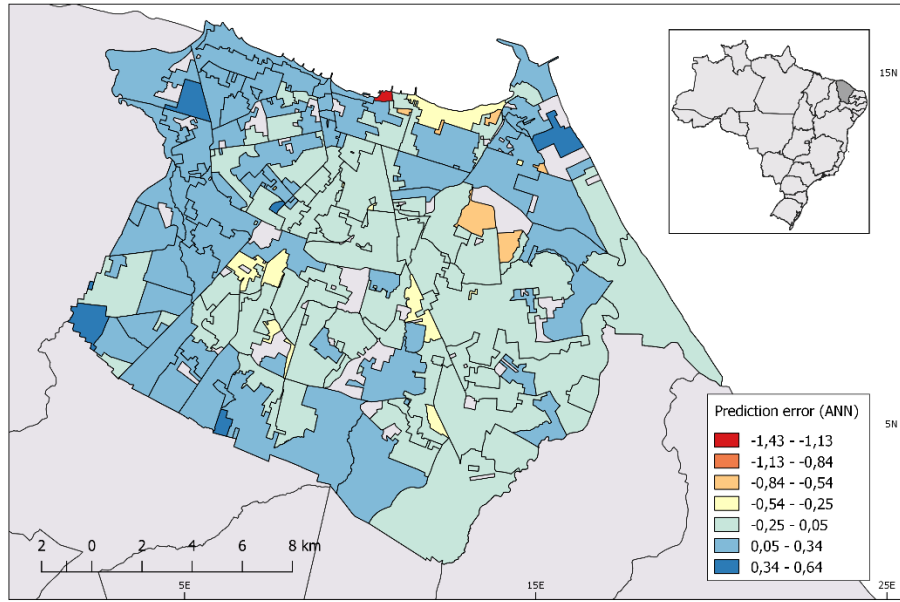 15N
Prediction error (ANN)
-1,43 - -1,13
-1,13 - -0,84
-0,84 - -0,54
-0,54 - -0,25
-0,25 - 0,05
0,05 - 0,34
0,34 - 0,64
5N
2 0 2 4 6 8 km
5E 15E 25E